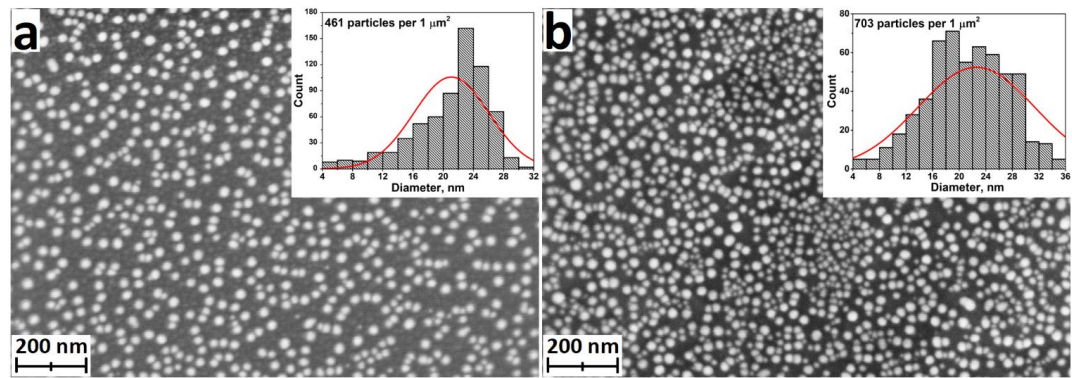 a
461 particles per 1 μm²
180
150
120
90
60
30
0
Count
4 8 12 16 20 24 28 32
Diameter, nm
200 nm
b
703 particles per 1 μm²
80
60
40
20
0
Count
4 8 12 16 20 24 28 32 36
Diameter, nm
200 nm